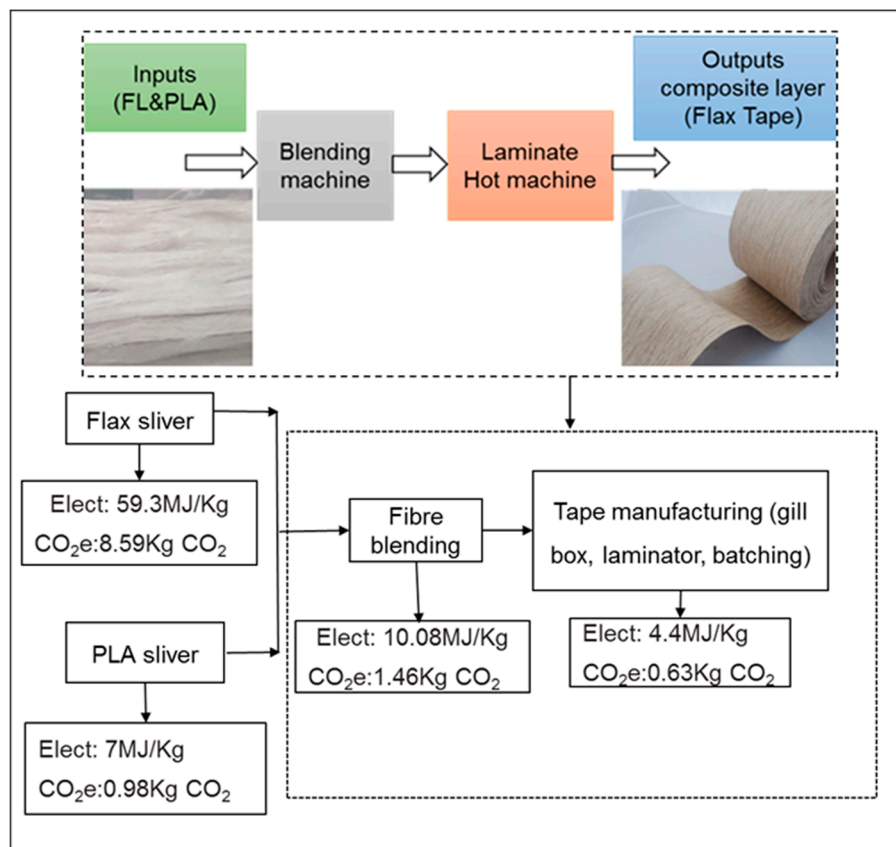 Inputs
(FL&PLA)
Blending
machine
Laminate
Hot machine
Outputs
composite layer
(Flax Tape)
Flax sliver
Elect: 59.3MJ/Kg
CO₂e:8.59Kg CO₂
PLA sliver
Elect: 7MJ/Kg
CO₂e:0.98Kg CO₂
Fibre
blending
Elect: 10.08MJ/Kg
CO₂e:1.46Kg CO₂
Tape manufacturing (gill
box, laminator, batching)
Elect: 4.4MJ/Kg
CO₂e:0.63Kg CO₂